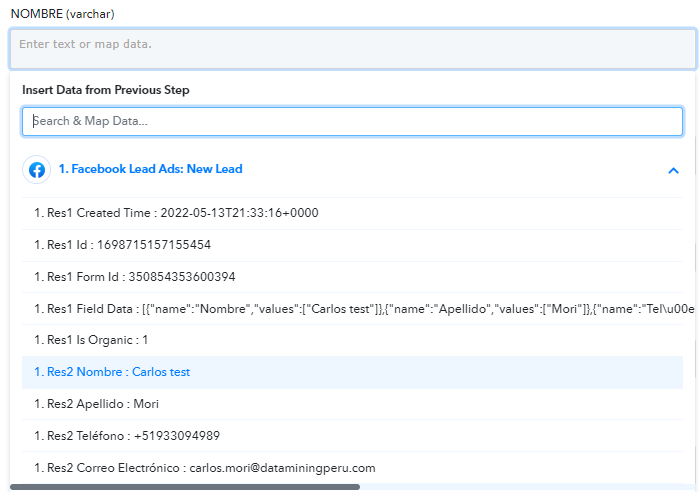 NOMBRE (varchar)
Enter text or map data.
Insert Data from Previous Step
Search & Map Data...
1. Facebook Lead Ads: New Lead
1. Res1 Created Time : 2022-05-13T21:33:16+0000
1. Res1 Id : 1698715157155454
1. Res1 Form Id : 350854353600394
1. Res1 Field Data : [{"name":"Nombre","values":["Carlos test"]},{"name":"Apellido","values":["Mori"]},{"name":"Tel\u00e
1. Res1 Is Organic : 1
1. Res2 Nombre : Carlos test
1. Res2 Apellido : Mori
1. Res2 Teléfono : +51933094989
1. Res2 Correo Electrónico : carlos.mori@dataminingperu.com